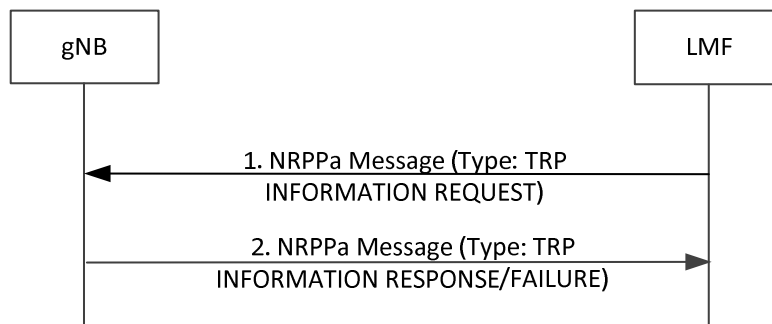 gNB
LMF
1. NRPPa Message (Type: TRP
INFORMATION REQUEST)
2. NRPPa Message (Type: TRP
INFORMATION RESPONSE/FAILURE)